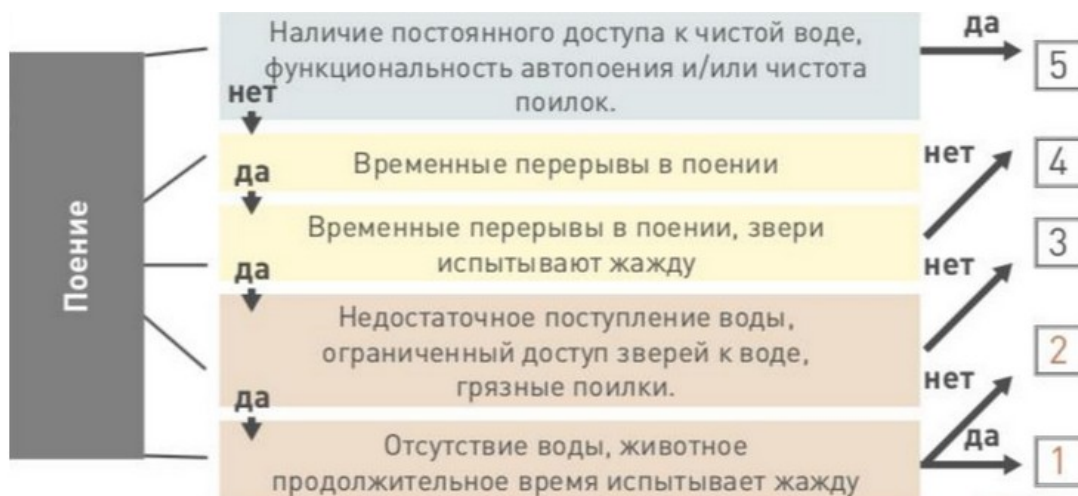 Поение
Наличие постоянного доступа к чистой воде,
функциональность автопоения и/или чистота
поилок.
да
5
нет
Временные перерывы в поении
да
нет
4
Временные перерывы в поении, звери
испытывают жажду
да
нет
3
Недостаточное поступление воды,
ограниченный доступ зверей к воде,
грязные поилки.
да
нет
2
Отсутствие воды, животное
продолжительное время испытывает жажду
да
1